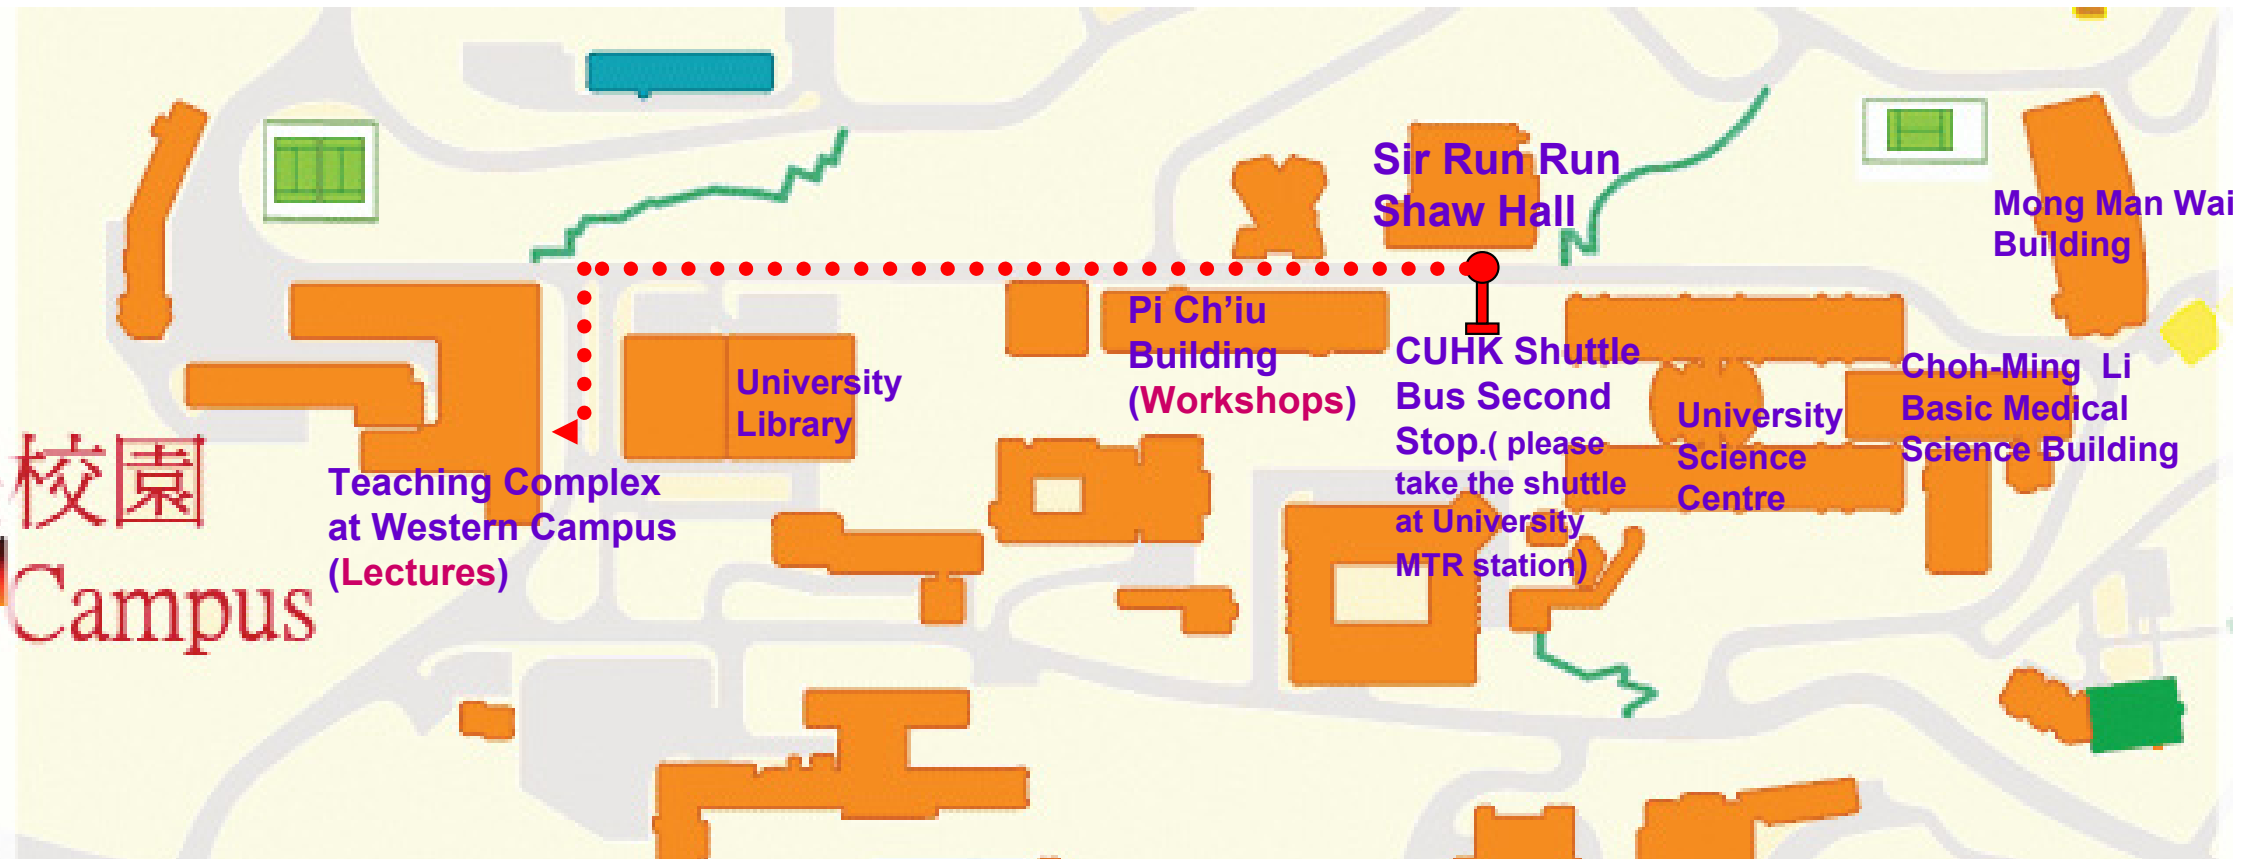 Sir Run Run
Shaw Hall
Mong Man Wai
Building
Pi Ch’iu
Building
(Workshops)
CUHK Shuttle
Bus Second
Stop.( please
take the shuttle
at University
MTR station)
University
Library
University
Science
Centre
Choh-Ming Li
Basic Medical
Science Building
校園
Campus
Teaching Complex
at Western Campus
(Lectures)